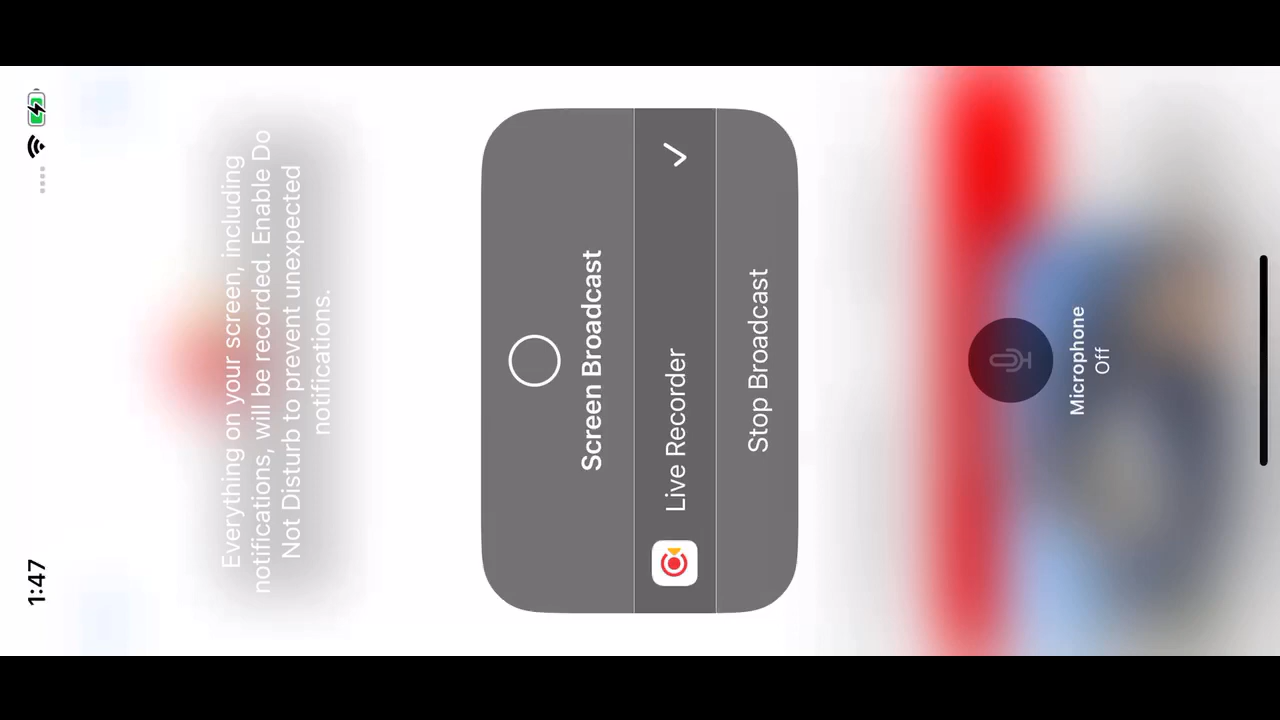 1:47
Everything on your screen, including
notifications, will be recorded. Enable Do
Not Disturb to prevent unexpected
notifications.
Screen Broadcast
Live Recorder
Stop Broadcast
Microphone
Off